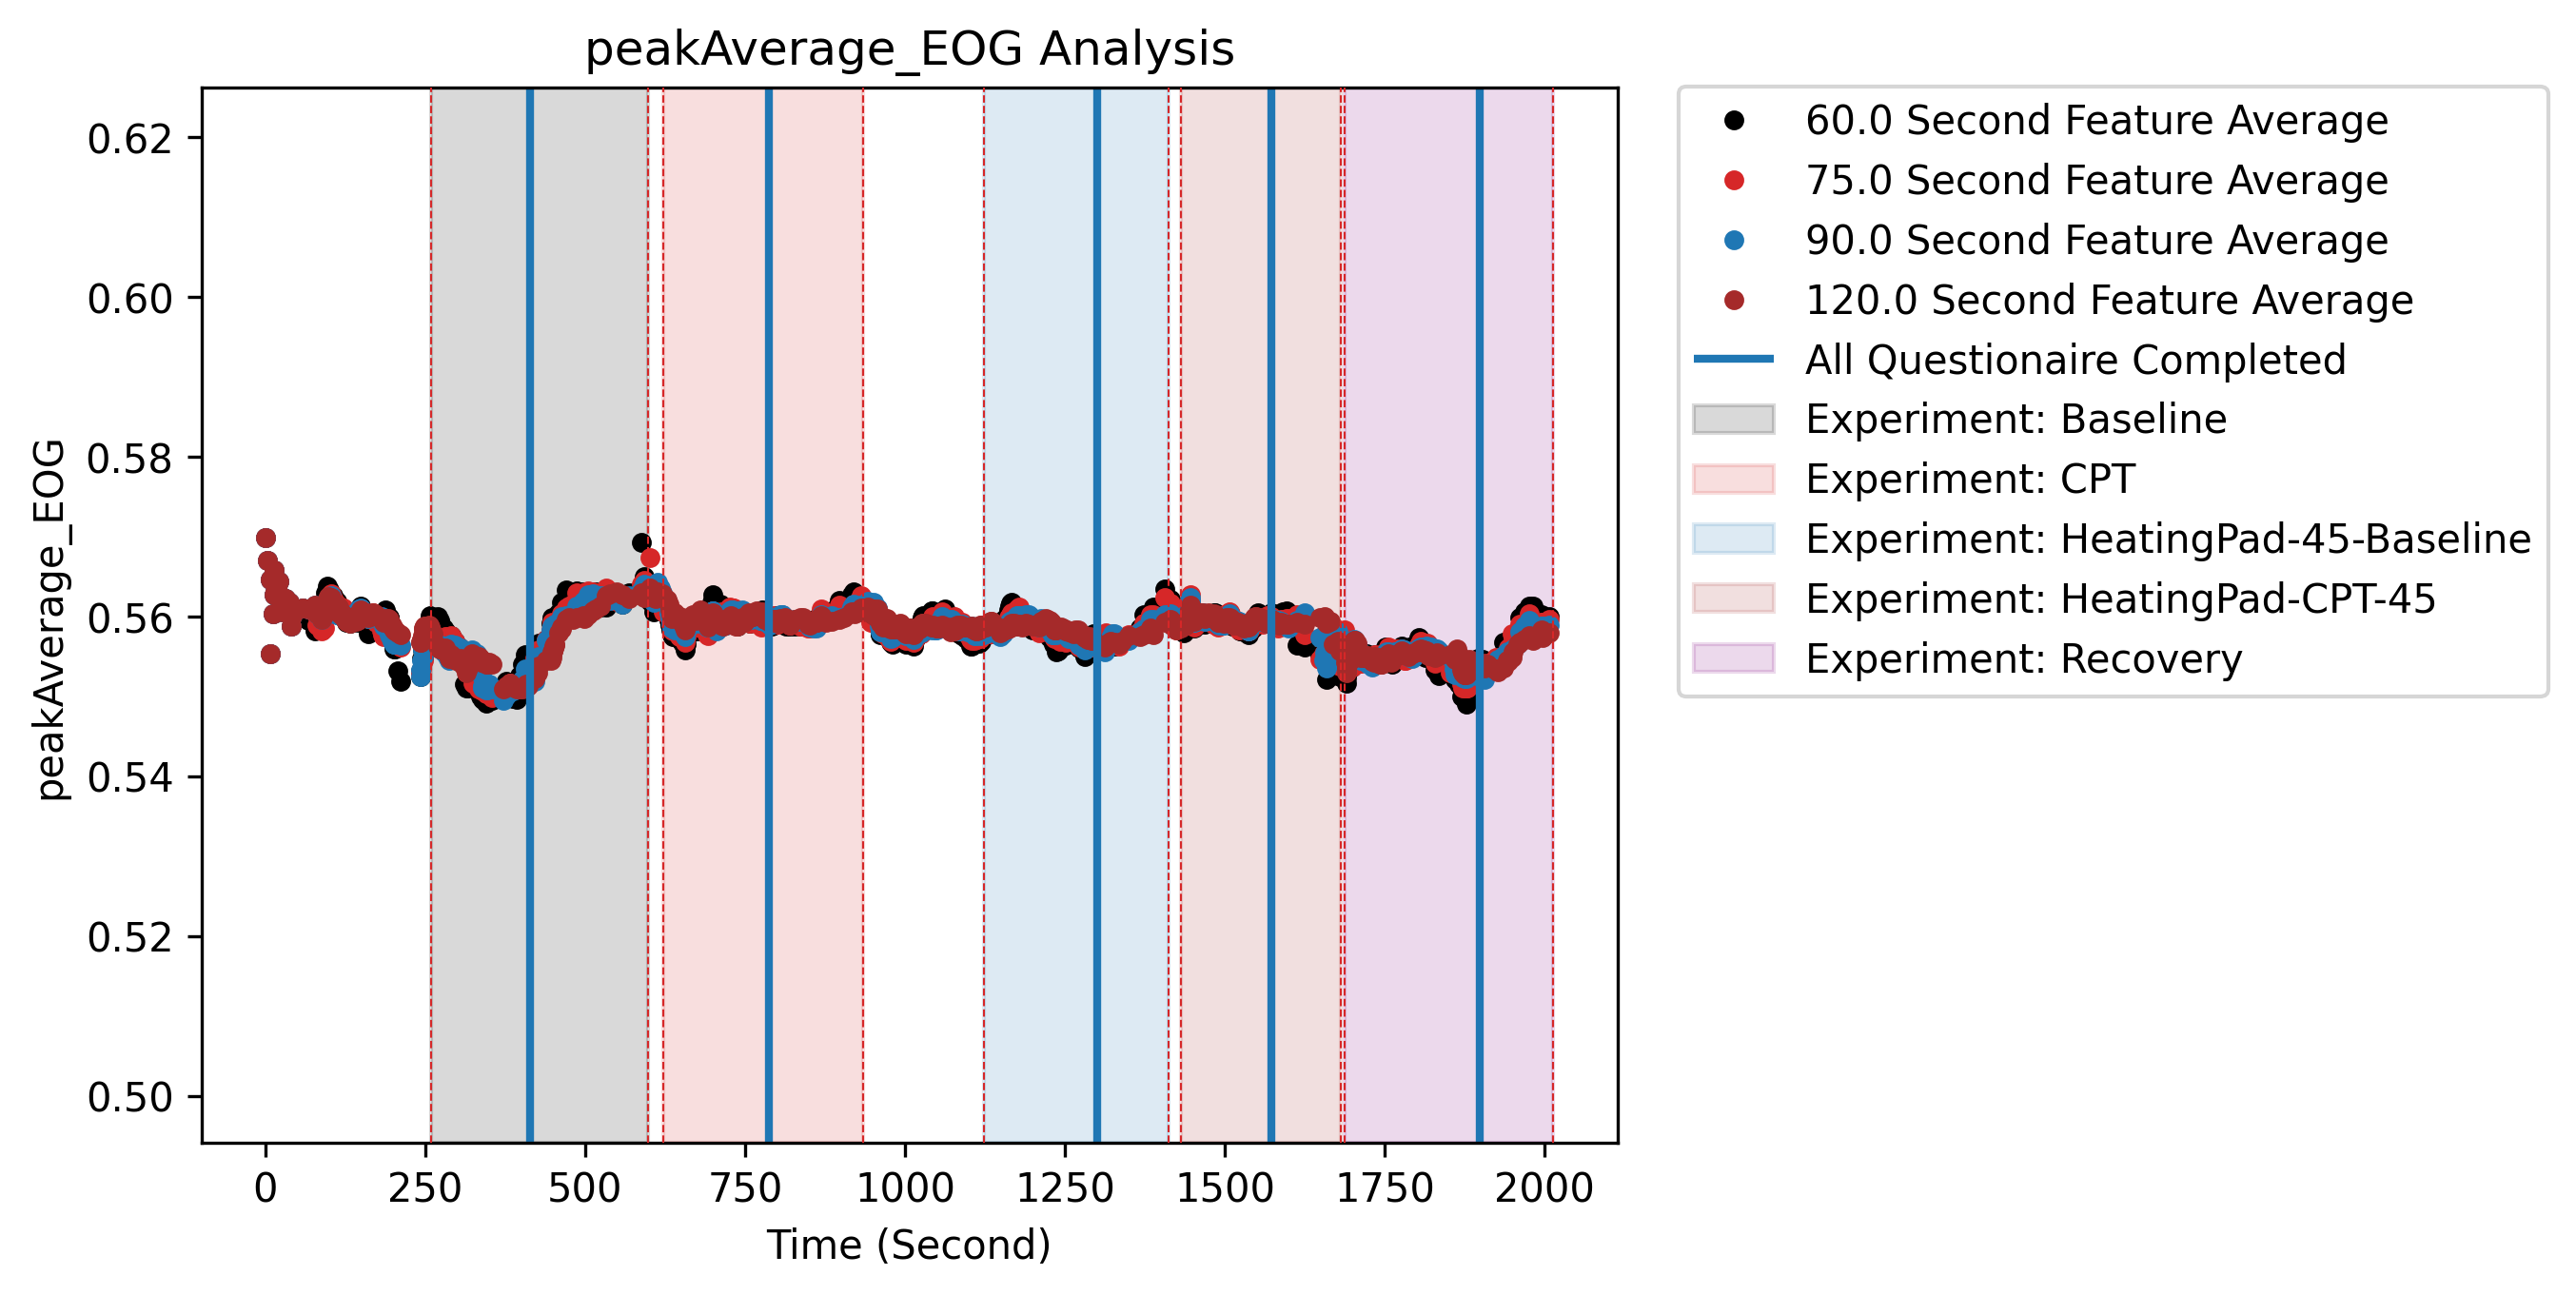 peakAverage_EOG Analysis
peakAverage_EOG
0.62
0.60
0.58
0.56
0.54
0.52
0.50
0 250 500 750 1000 1250 1500 1750 2000
Time (Second)
60.0 Second Feature Average
75.0 Second Feature Average
90.0 Second Feature Average
120.0 Second Feature Average
All Questionaire Completed
Experiment: Baseline
Experiment: CPT
Experiment: HeatingPad-45-Baseline
Experiment: HeatingPad-CPT-45
Experiment: Recovery